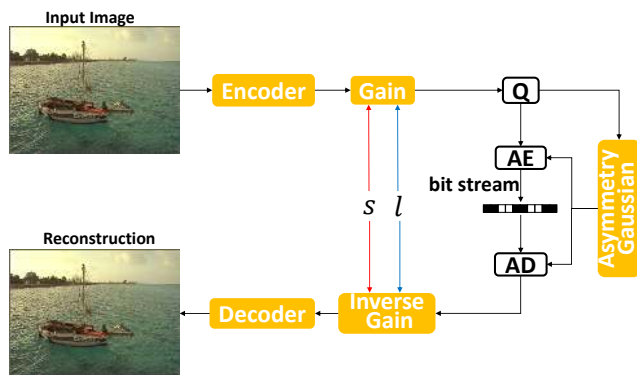 Input Image
Encoder
Gain
Q
AE
bit stream
s
l
Asymmetry
Gaussian
AD
Reconstruction
Decoder
Inverse
Gain